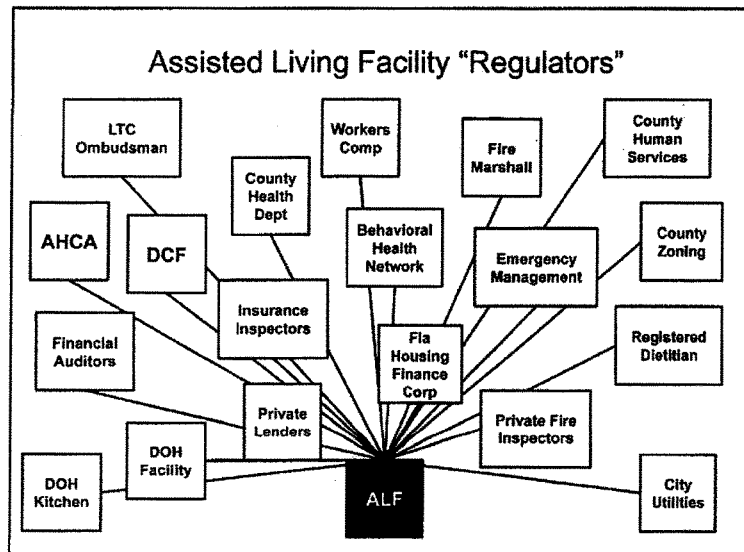 Assisted Living Facility "Regulators"
LTC
Ombudsman
Workers
Comp
County
Human
Services
County
Health
Dept
Fire
Marshall
AHCA
DCF
Behavioral
Health
Network
Emergency
Management
County
Zoning
Insurance
Inspectors
Financial
Auditors
Fla
Housing
Finance
Corp
Registered
Dietitian
Private
Lenders
Private Fire
Inspectors
DOH
Facility
DOH
Kitchen
ALF
City
Utilities